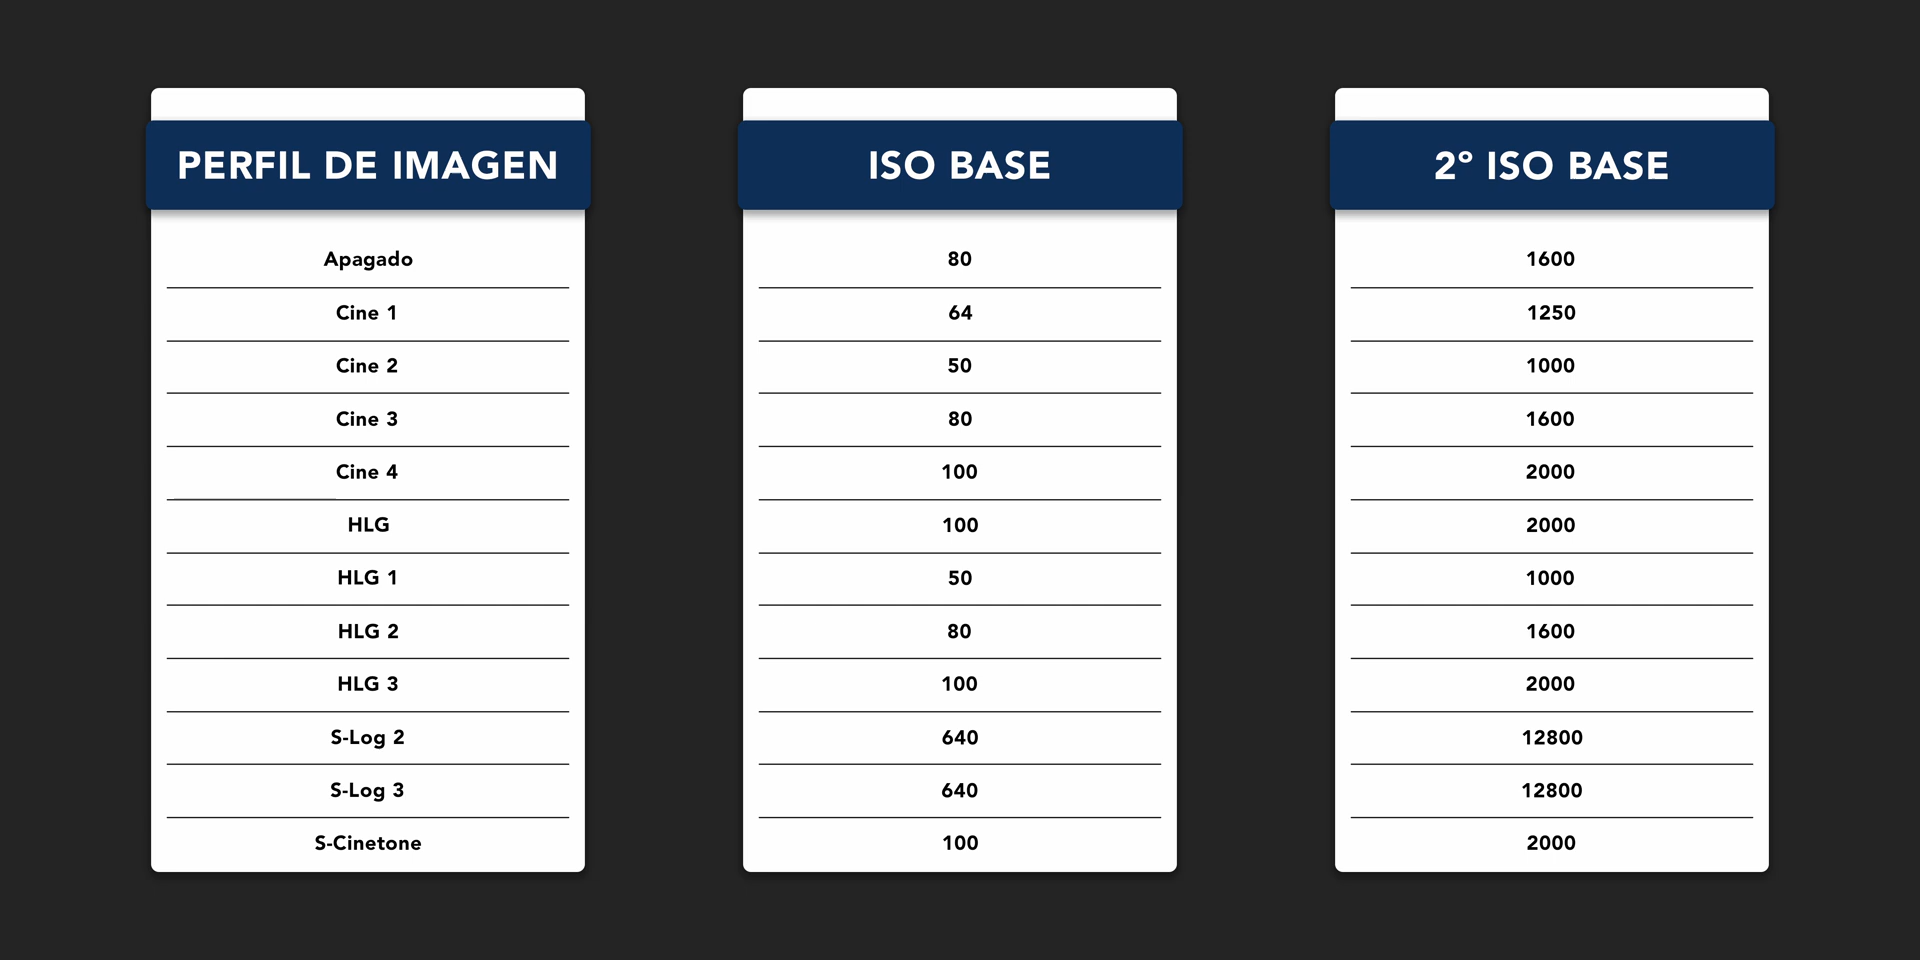 PERFIL DE IMAGEN ISO BASE 2º ISO BASE
Apagado 80 1600
Cine 1 64 1250
Cine 2 50 1000
Cine 3 80 1600
Cine 4 100 2000
HLG 100 2000
HLG 1 50 1000
HLG 2 80 1600
HLG 3 100 2000
S-Log 2 640 12800
S-Log 3 640 12800
S-Cinetone 100 2000